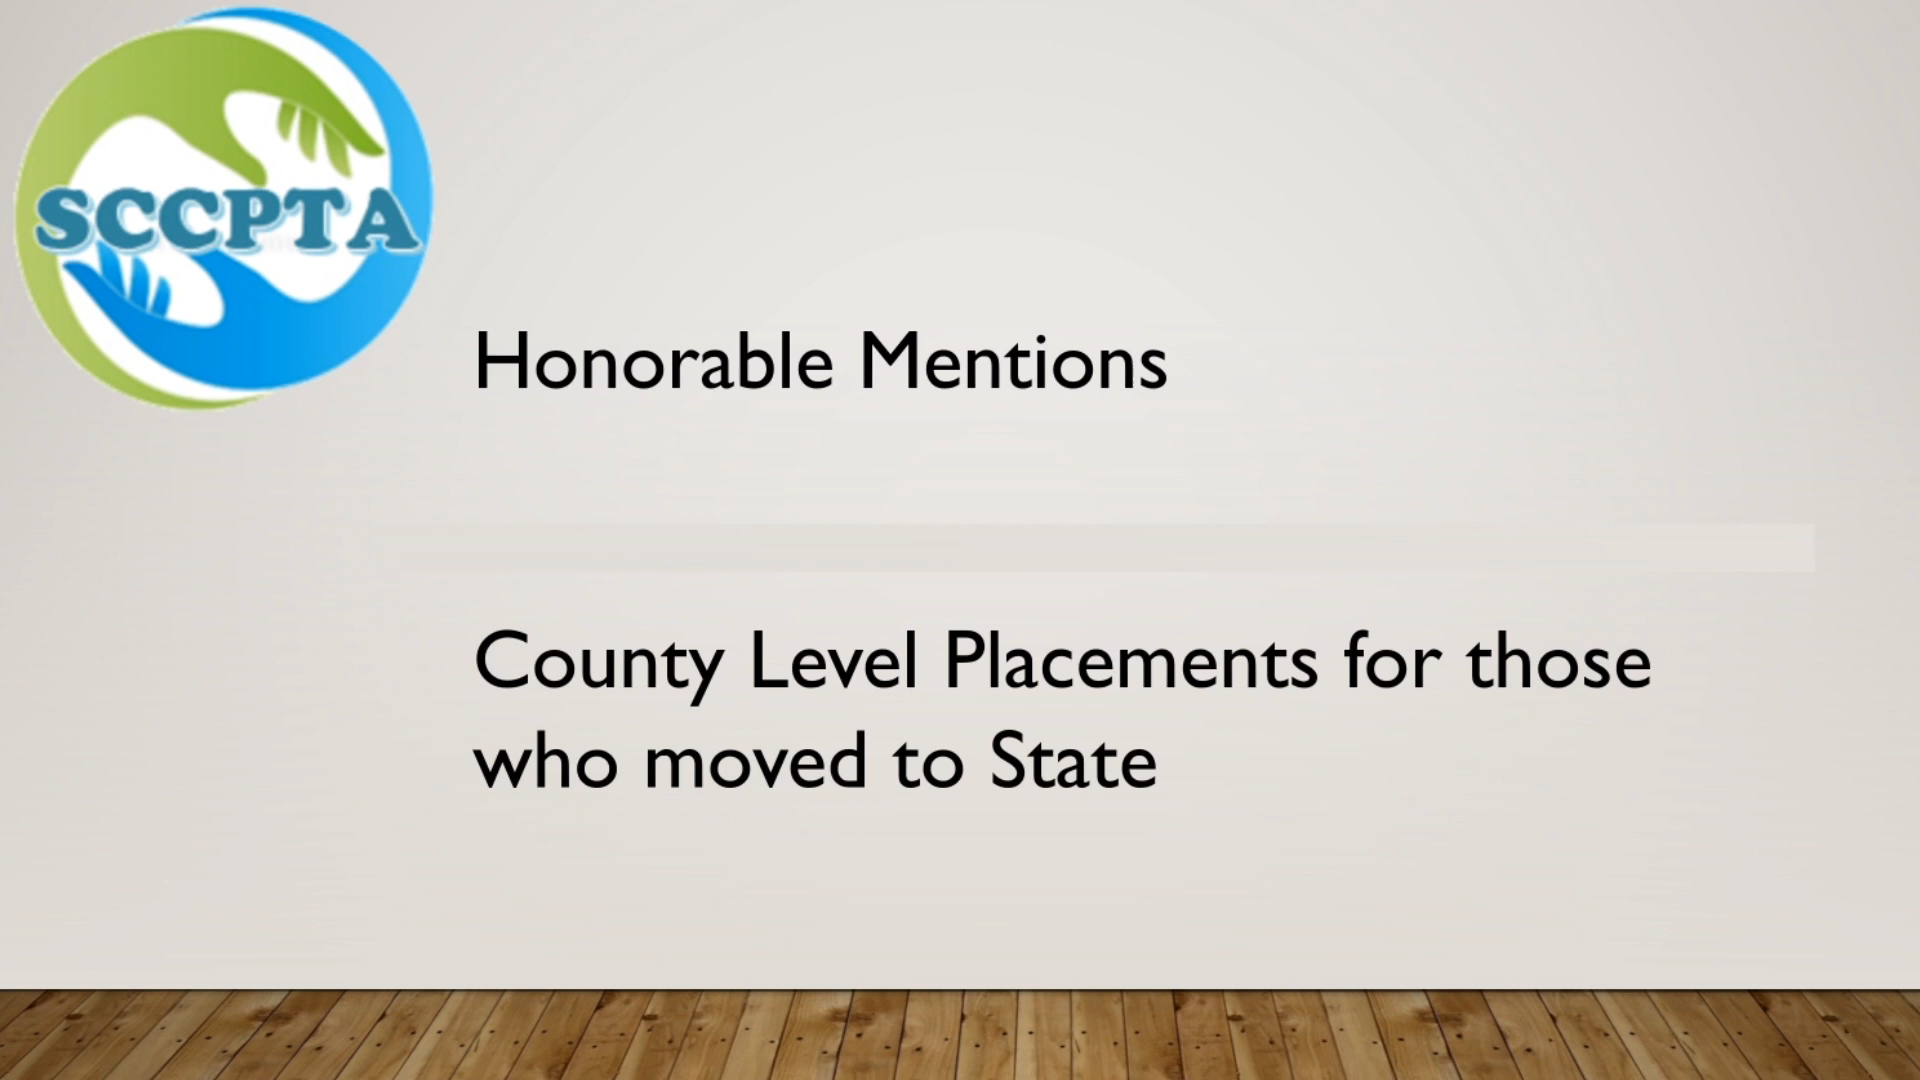 SCCPTA
Honorable Mentions
County Level Placements for those
who moved to State